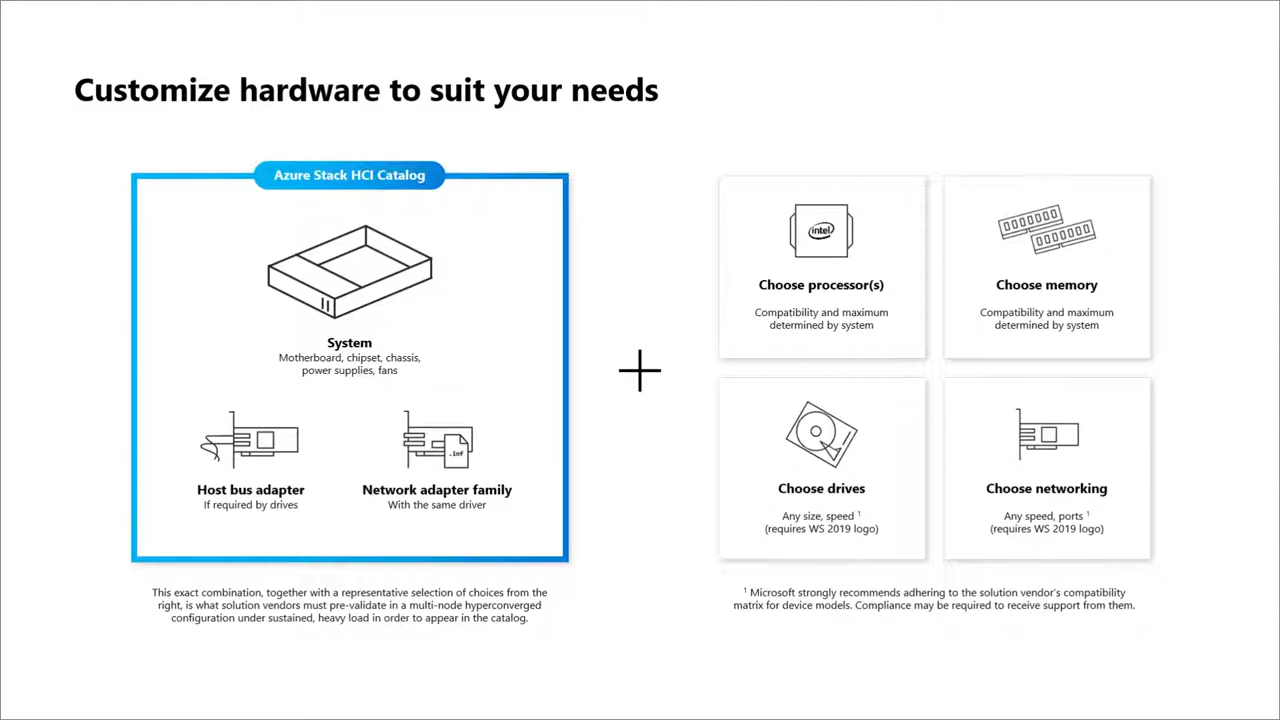 Customize hardware to suit your needs
Azure Stack HCI Catalog
System
Motherboard, chipset, chassis,
power supplies, fans
.inf
Host bus adapter
If required by drives
Network adapter family
With the same driver
This exact combination, together with a representative selection of choices from the
right, is what solution vendors must pre-validate in a multi-node hyperconverged
configuration under sustained, heavy load in order to appear in the catalog.
+
intel
Choose processor(s)
Compatibility and maximum
determined by system
Choose memory
Compatibility and maximum
determined by system
Choose drives
Any size, speed ¹
(requires WS 2019 logo)
Choose networking
Any speed, ports ¹
(requires WS 2019 logo)
¹ Microsoft strongly recommends adhering to the solution vendor's compatibility
matrix for device models. Compliance may be required to receive support from them.